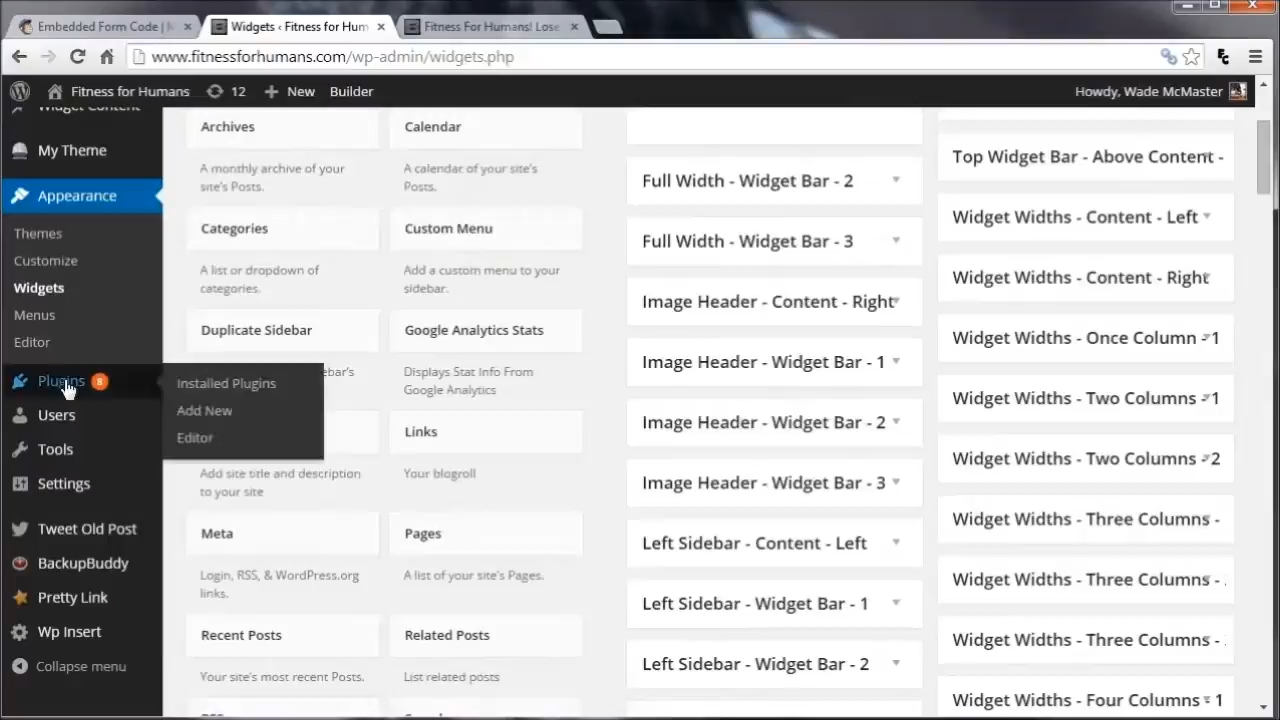 Embedded Form Code |
Widgets ‹ Fitness for Hum
Fitness For Humans! Lose
www.fitnessforhumans.com/wp-admin/widgets.php
Fitness for Humans
12
New
Builder
Howdy, Wade McMaster
Widget Content
My Theme
Appearance
Themes
Customize
Widgets
Menus
Editor
Plugins 8
Installed Plugins
Add New
Editor
Users
Tools
Settings
Tweet Old Post
BackupBuddy
Pretty Link
Wp Insert
Collapse menu
Archives
A monthly archive of your
site's Posts.
Calendar
A calendar of your site's
Posts.
Categories
A list or dropdown of
categories.
Custom Menu
Add a custom menu to your
sidebar.
Duplicate Sidebar
ebar's
Google Analytics Stats
Displays Stat Info From
Google Analytics
Add site title and description
to your site
Links
Your blogroll
Meta
Login, RSS, & WordPress.org
links.
Pages
A list of your site's Pages.
Recent Posts
Your site's most recent Posts.
Related Posts
List related posts
RSS
Full Width - Widget Bar - 2
Full Width - Widget Bar - 3
Image Header - Content - Right
Image Header - Widget Bar - 1
Image Header - Widget Bar - 2
Image Header - Widget Bar - 3
Left Sidebar - Content - Left
Left Sidebar - Widget Bar - 1
Left Sidebar - Widget Bar - 2
Top Widget Bar - Above Content -
Widget Widths - Content - Left
Widget Widths - Content - Right
Widget Widths - Once Column - 1
Widget Widths - Two Columns - 1
Widget Widths - Two Columns - 2
Widget Widths - Three Columns -
Widget Widths - Three Columns -
Widget Widths - Three Columns -
Widget Widths - Four Columns - 1